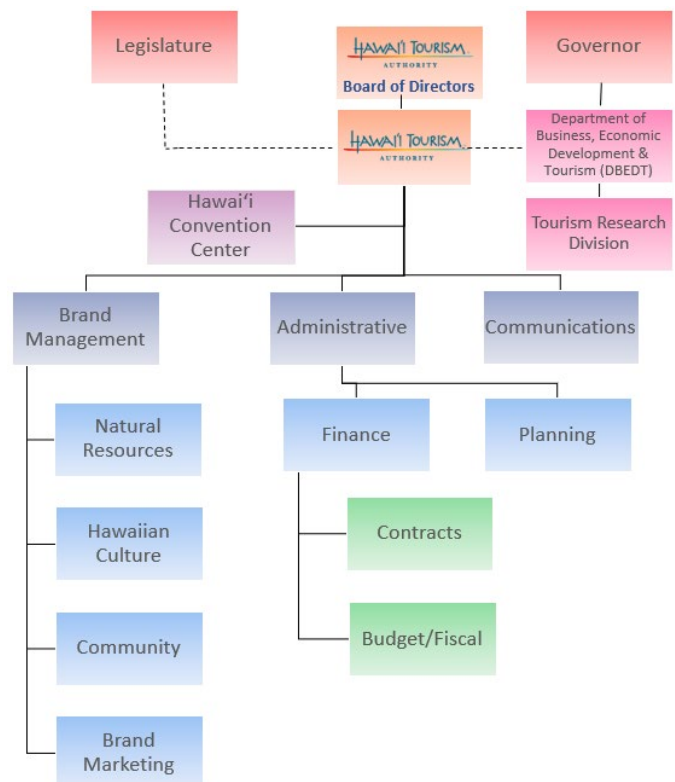 Legislature
HAWAI‘I TOURISM
AUTHORITY
Board of Directors
Governor
HAWAI‘I TOURISM
AUTHORITY
Department of
Business, Economic
Development &
Tourism (DBEDT)
Hawai‘i
Convention
Center
Tourism Research
Division
Brand
Management
Administrative
Communications
Natural
Resources
Finance
Planning
Hawaiian
Culture
Contracts
Community
Budget/Fiscal
Brand
Marketing